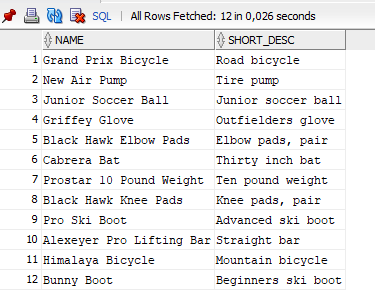 SQL | All Rows Fetched: 12 in 0,026 seconds
NAME SHORT_DESC
1 Grand Prix Bicycle Road bicycle
2 New Air Pump Tire pump
3 Junior Soccer Ball Junior soccer ball
4 Griffey Glove Outfielders glove
5 Black Hawk Elbow Pads Elbow pads, pair
6 Cabrera Bat Thirty inch bat
7 Prostar 10 Pound Weight Ten pound weight
8 Black Hawk Knee Pads Knee pads, pair
9 Pro Ski Boot Advanced ski boot
10 Alexeyer Pro Lifting Bar Straight bar
11 Himalaya Bicycle Mountain bicycle
12 Bunny Boot Beginners ski boot